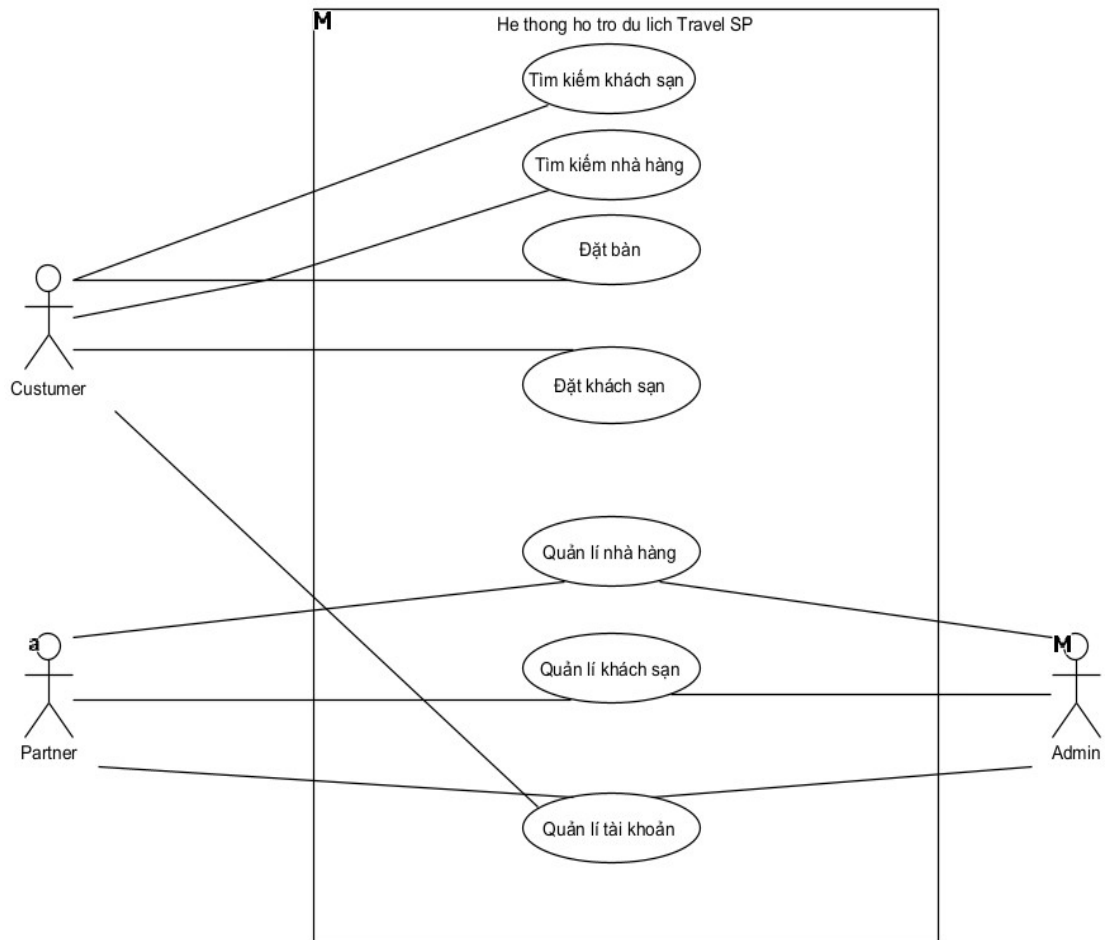 M
He thong ho tro du lich Travel SP
Tìm kiếm khách sạn
Tìm kiếm nhà hàng
Đặt bàn
Custumer
Đặt khách sạn
Quản lí nhà hàng
a
Partner
Quản lí khách sạn
M
Admin
Quản lí tài khoản